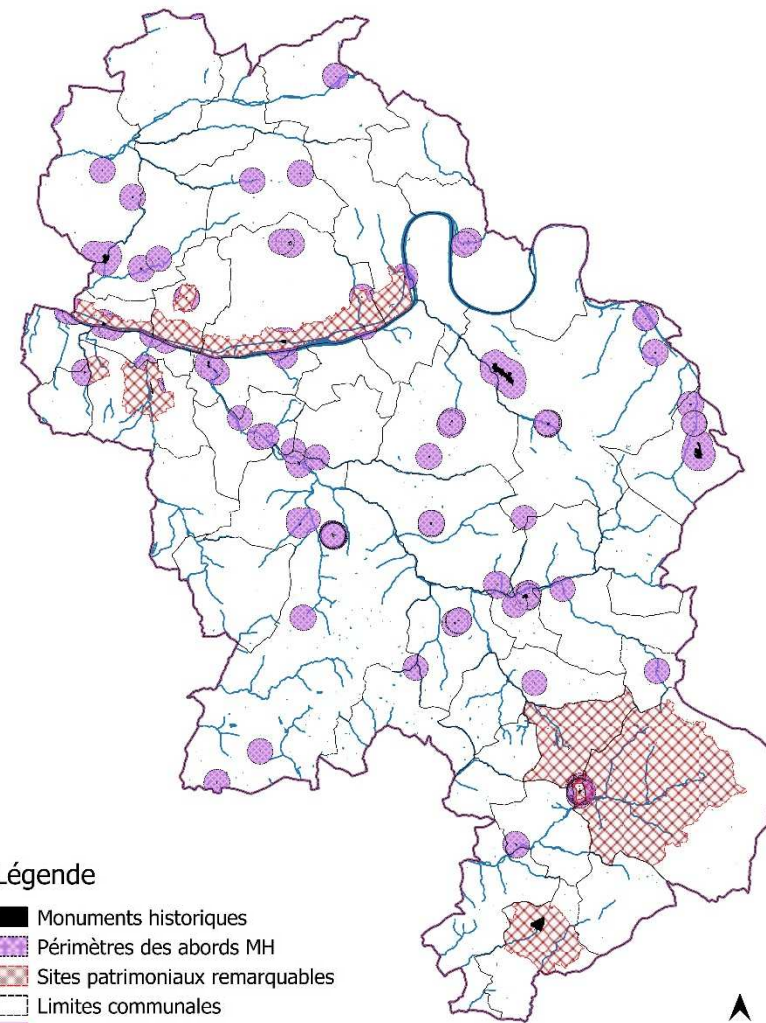 Légende
Monuments historiques
Périmètres des abords MH
Sites patrimoniaux remarquables
Limites communales